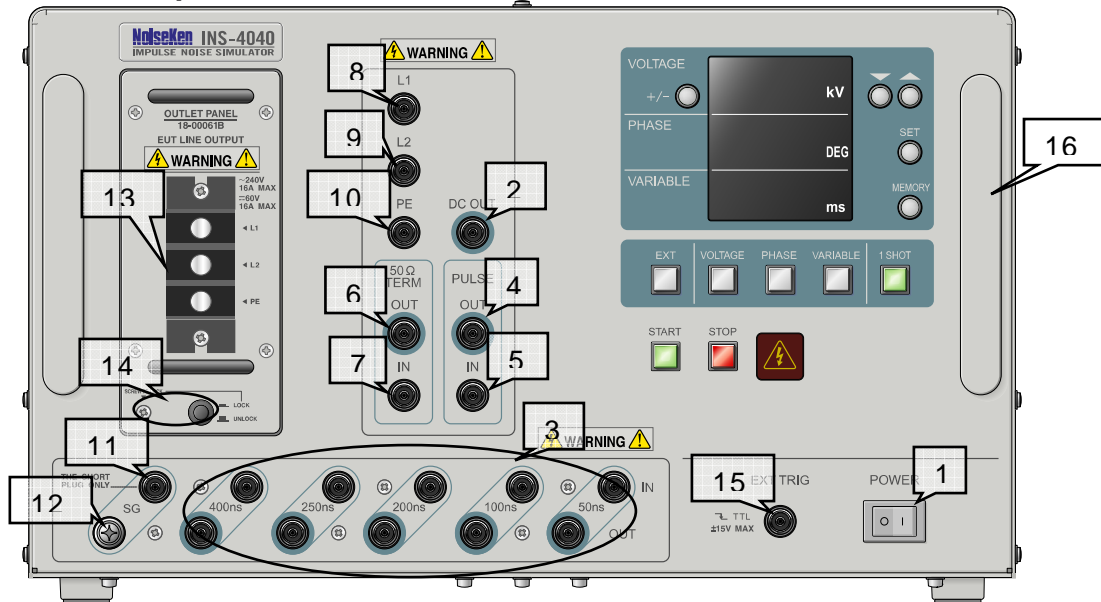 NoiseKen INS-4040
IMPULSE NOISE SIMULATOR
OUTLET PANEL
18-00061B
EUT LINE OUTPUT
WARNING
~240V
16A MAX
⎓60V
16A MAX
13
◄ L1
◄ L2
◄ PE
14
LOCK
UNLOCK
WARNING
8
L1
9
L2
10
PE
2
DC OUT
6
50Ω
TERM
OUT
7
IN
4
PULSE
OUT
5
IN
VOLTAGE
+/-
kV
PHASE
DEG
VARIABLE
ms
SET
MEMORY
16
EXT
VOLTAGE
PHASE
VARIABLE
1 SHOT
START
STOP
3
WARNING
11
THE SHORT
PLUG ONLY
12
SG
400ns
250ns
200ns
100ns
50ns
IN
OUT
15
EXT TRIG
TTL
±15V MAX
1
POWER
O I